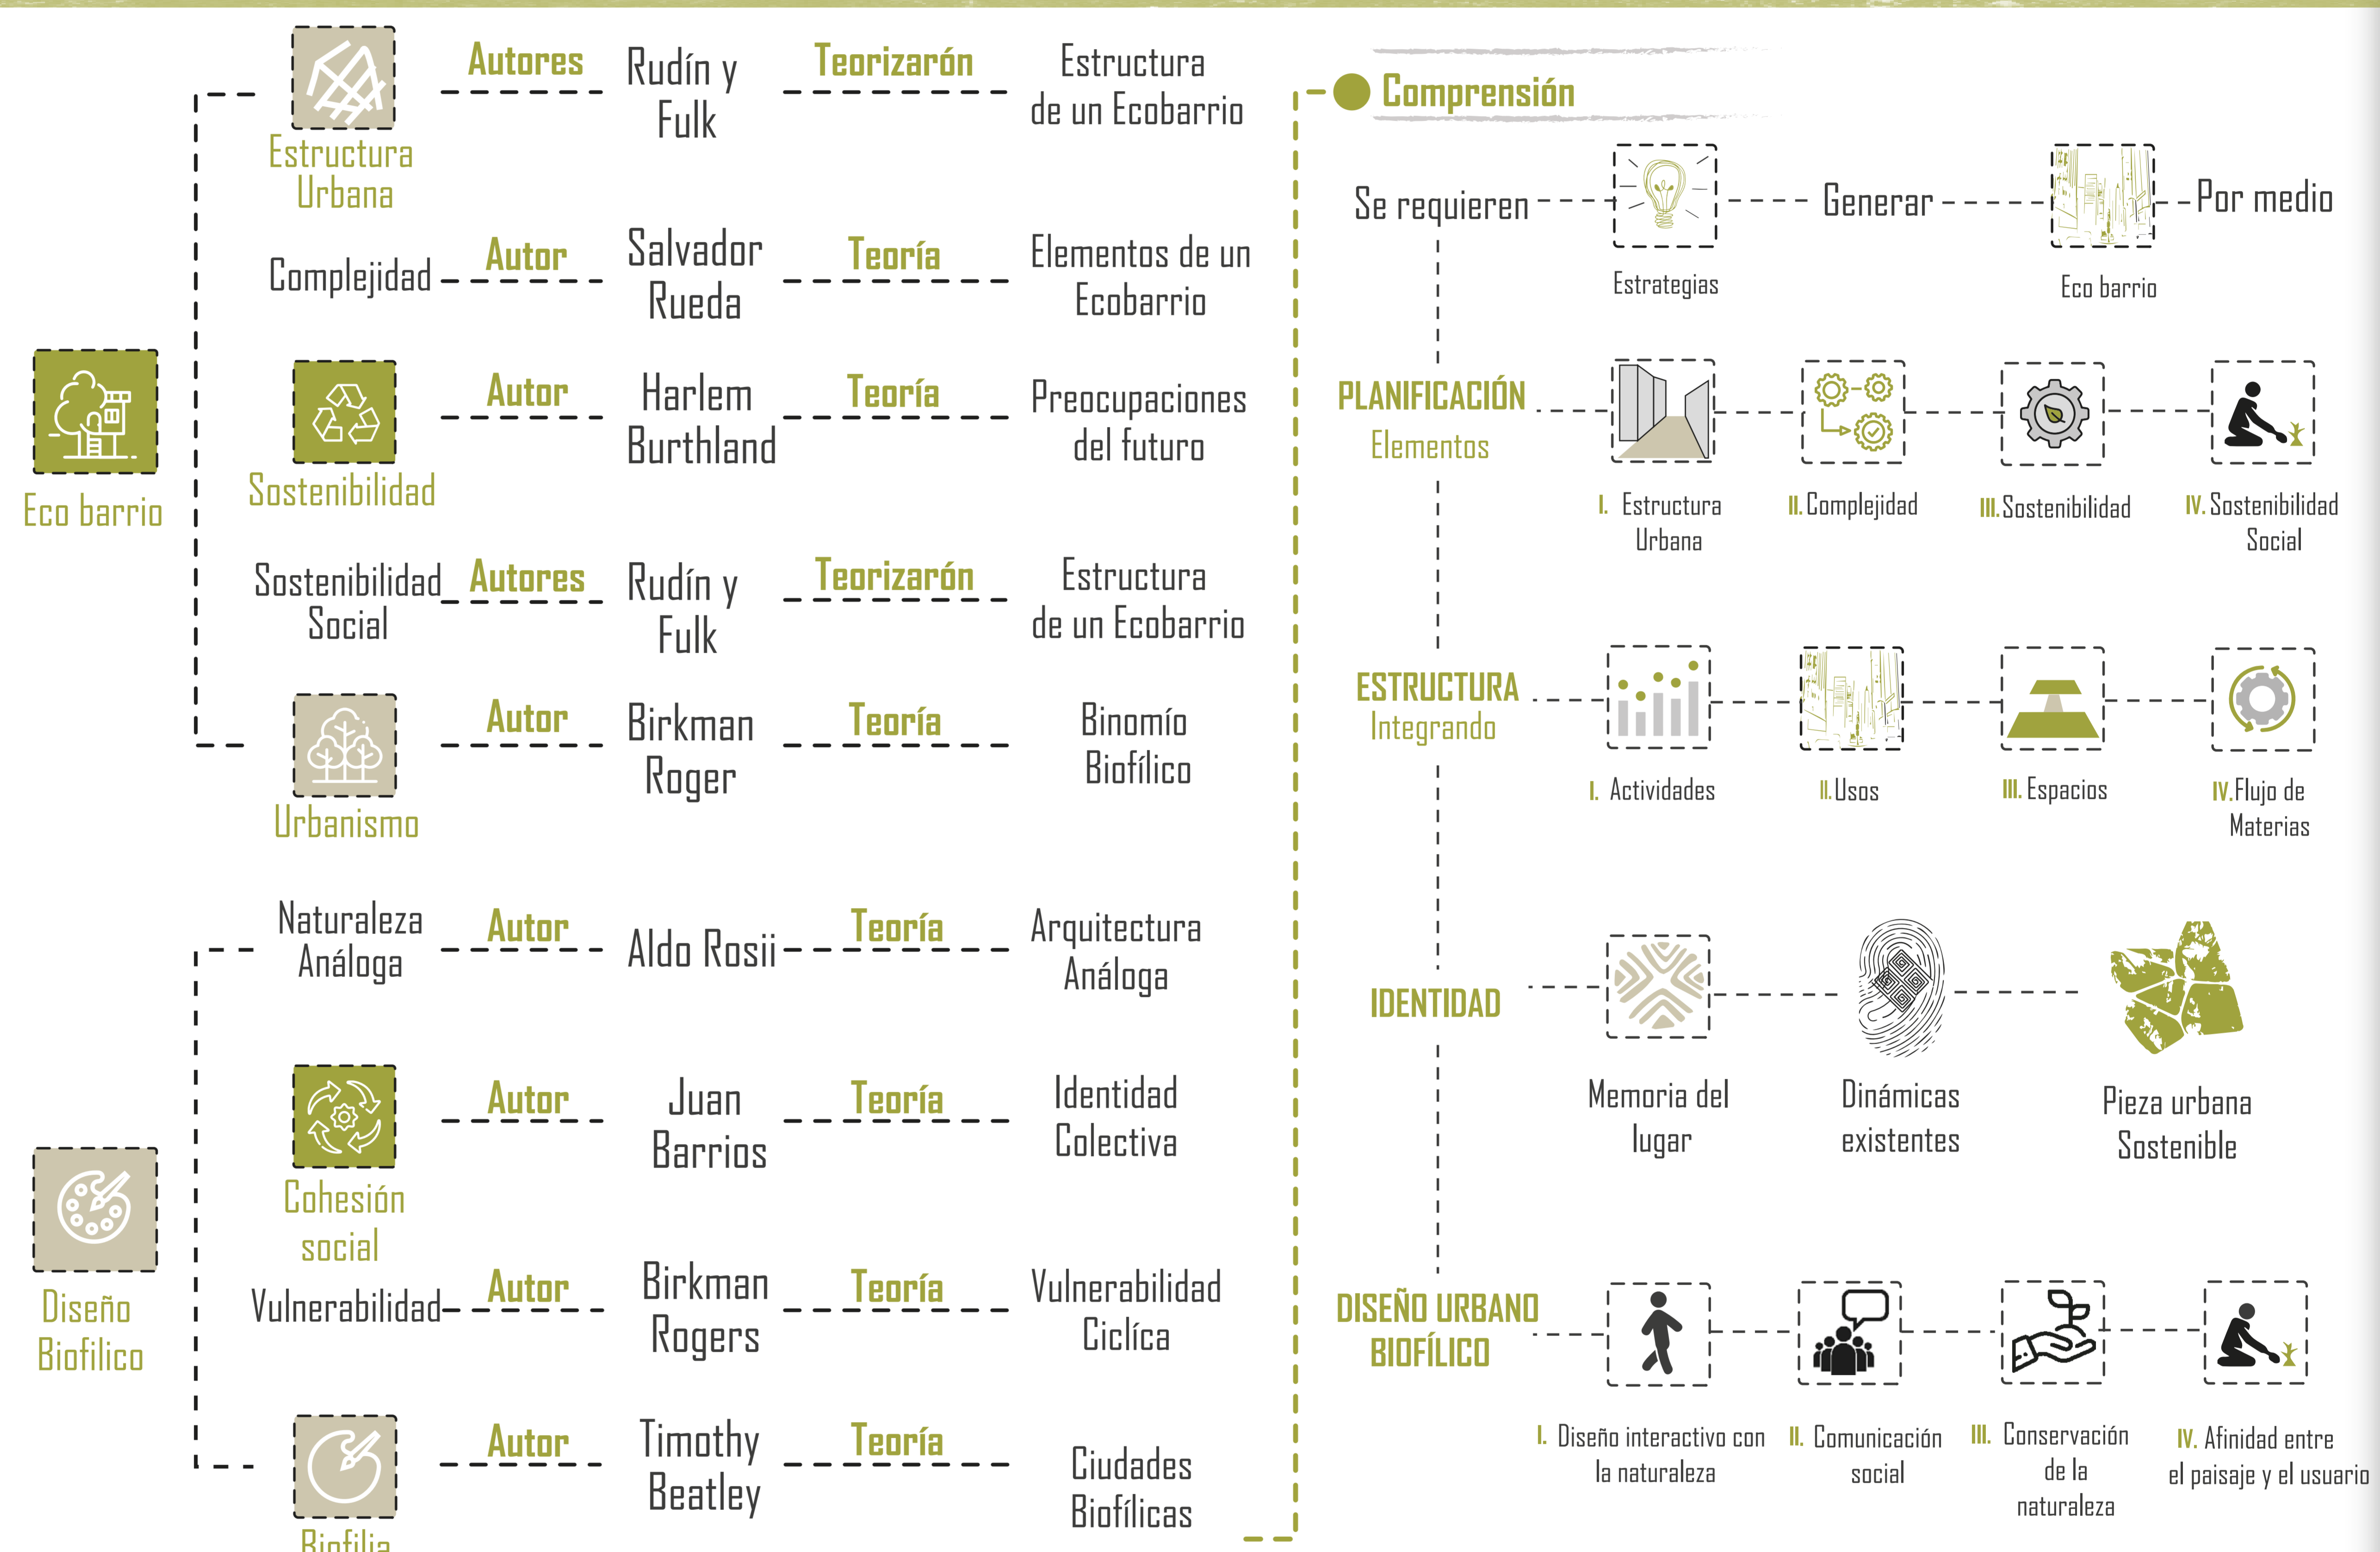 Eco barrio
Estructura
Urbana
Autores
Rudín y
Fulk
Teorizarón
Estructura
de un Ecobarrio
Complejidad
Autor
Salvador
Rueda
Teoría
Elementos de un
Ecobarrio
Sostenibilidad
Autor
Harlem
Burthland
Teoría
Preocupaciones
del futuro
Sostenibilidad
Social
Autores
Rudín y
Fulk
Teorizarón
Estructura
de un Ecobarrio
Urbanismo
Autor
Birkman
Roger
Teoría
Binomío
Biofílico
Diseño
Biofilico
Naturaleza
Análoga
Autor
Aldo Rosii
Teoría
Arquitectura
Análoga
Cohesión
social
Autor
Juan
Barrios
Teoría
Identidad
Colectiva
Vulnerabilidad
Autor
Birkman
Rogers
Teoría
Vulnerabilidad
Ciclíca
Biofilia
Autor
Timothy
Beatley
Teoría
Ciudades
Biofílicas
Comprensión
Se requieren
Estrategias
Generar
Eco barrio
Por medio
PLANIFICACIÓN
Elementos
I. Estructura
Urbana
II. Complejidad
III. Sostenibilidad
IV. Sostenibilidad
Social
ESTRUCTURA
Integrando
I. Actividades
II. Usos
III. Espacios
IV. Flujo de
Materias
IDENTIDAD
Memoria del
lugar
Dinámicas
existentes
Pieza urbana
Sostenible
DISEÑO URBANO
BIOFÍLICO
I. Diseño interactivo con
la naturaleza
II. Comunicación
social
III. Conservación
de la
naturaleza
IV. Afinidad entre
el paisaje y el usuario